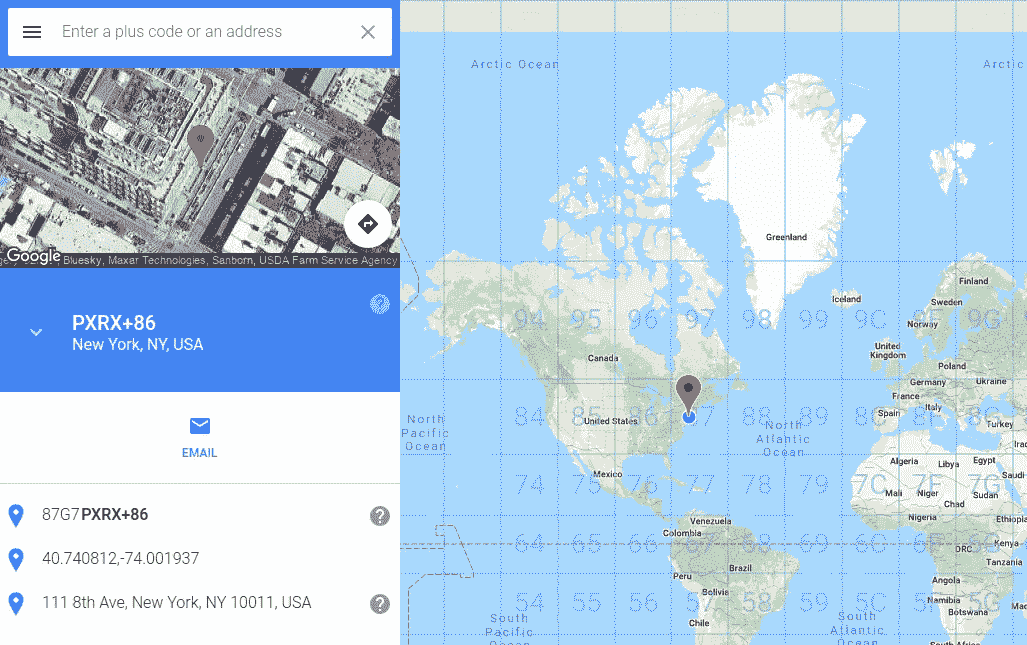 Enter a plus code or an address
Google
Bluesky, Maxar Technologies, Sanborn, USDA Farm Service Agency
PXRX+86
New York, NY, USA
EMAIL
87G7PXRX+86
40.740812,-74.001937
111 8th Ave, New York, NY 10011, USA
Arctic Ocean
Arctic
Greenland
Iceland
Finland
Sweden
Norway
94 95 96 97 98 99 9C 9F 9G
United
Kingdom
Canada
Poland
Germany
Ukraine
France
Italy
Spain
Turkey
84 85 86 87 88 89 8C 8F 8G
United States
North
Pacific
Ocean
North
Atlantic
Ocean
Algeria
Libya
Egypt
Saudi
Mexico
Mali
Niger
Chad
Sudan
74 75 76 77 78 79 7C 7F 7G
Nigeria
Ethiopia
Venezuela
Colombia
Kenya
DRC
64 65 66 67 68 69 6C 6F 6G
Tanzania
Peru
Brazil
Bolivia
Angola
Namibia
Botswana
54 55 56 57 58 59 5C 5F 5G
Chile
South
Pacific
Ocean
South
Atlantic
Ocean
South Africa